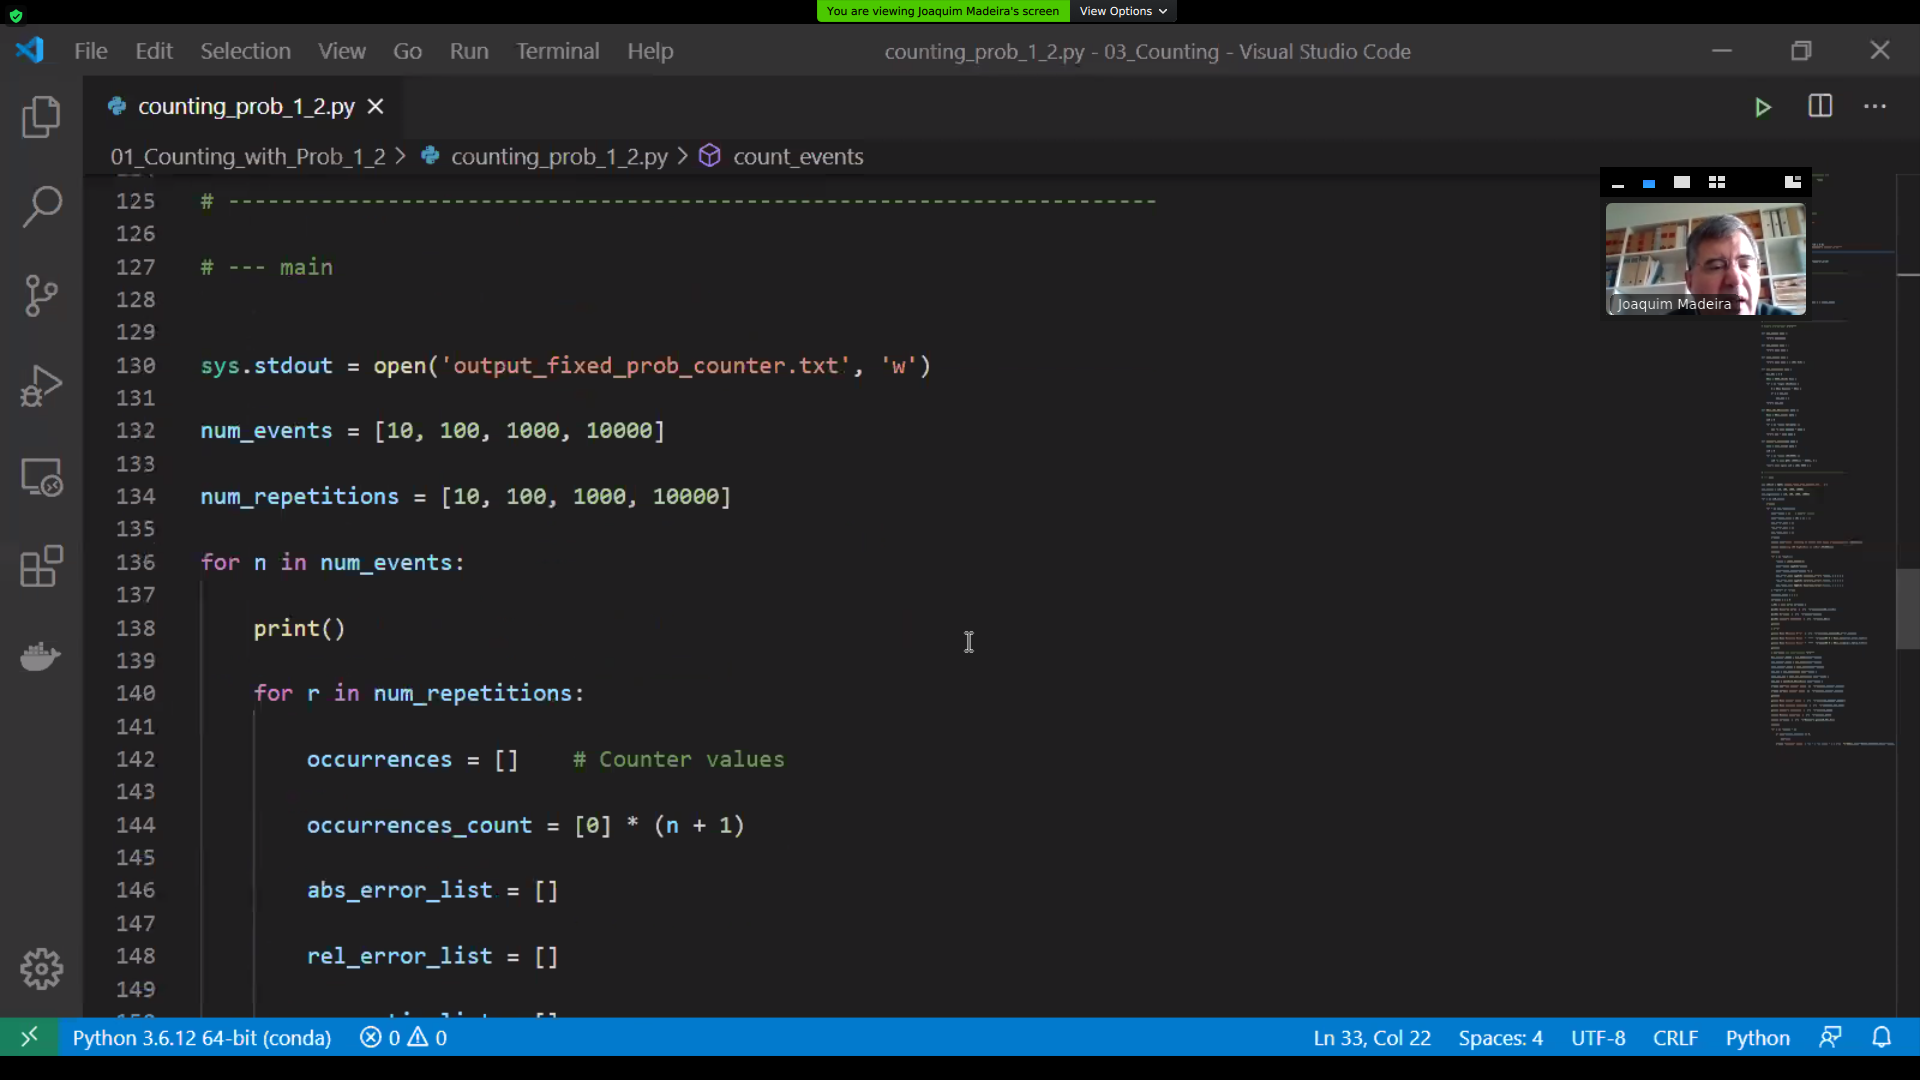 You are viewing Joaquim Madeira's screen View Options
File Edit Selection View Go Run Terminal Help counting_prob_1_2.py - 03_Counting - Visual Studio Code
counting_prob_1_2.py
01_Counting_with_Prob_1_2 > counting_prob_1_2.py > count_events
Joaquim Madeira
125 # ----------------------------------------------------------------------
126
127 # --- main
128
129
130 sys.stdout = open('output_fixed_prob_counter.txt', 'w')
131
132 num_events = [10, 100, 1000, 10000]
133
134 num_repetitions = [10, 100, 1000, 10000]
135
136 for n in num_events:
137
138 print()
139
140 for r in num_repetitions:
141
142 occurrences = [] # Counter values
143
144 occurrences_count = [0] * (n + 1)
145
146 abs_error_list = []
147
148 rel_error_list = []
149
Python 3.6.12 64-bit (conda) 0 0 Ln 33, Col 22 Spaces: 4 UTF-8 CRLF Python